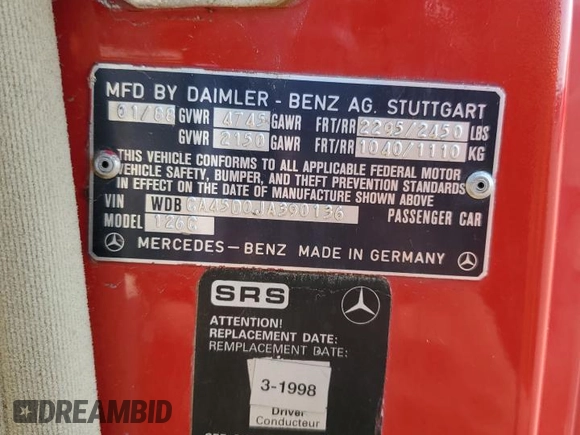 MFD BY DAIMLER - BENZ AG. STUTTGART
01/88 GVWR 4745 GAWR FRT/RR 2295/2450 LBS
GVWR 2150 GAWR FRT/RR 1040/1110 KG
THIS VEHICLE CONFORMS TO ALL APPLICABLE FEDERAL MOTOR
VEHICLE SAFETY, BUMPER, AND THEFT PREVENTION STANDARDS
IN EFFECT ON THE DATE OF MANUFACTURE SHOWN ABOVE
VIN WDBCA45D0JA390136 PASSENGER CAR
MODEL
MERCEDES-BENZ MADE IN GERMANY
SRS
ATTENTION!
REPLACEMENT DATE:
REMPLACEMENT DATE:
3-1998
Driver
Conducteur
DREAMBID